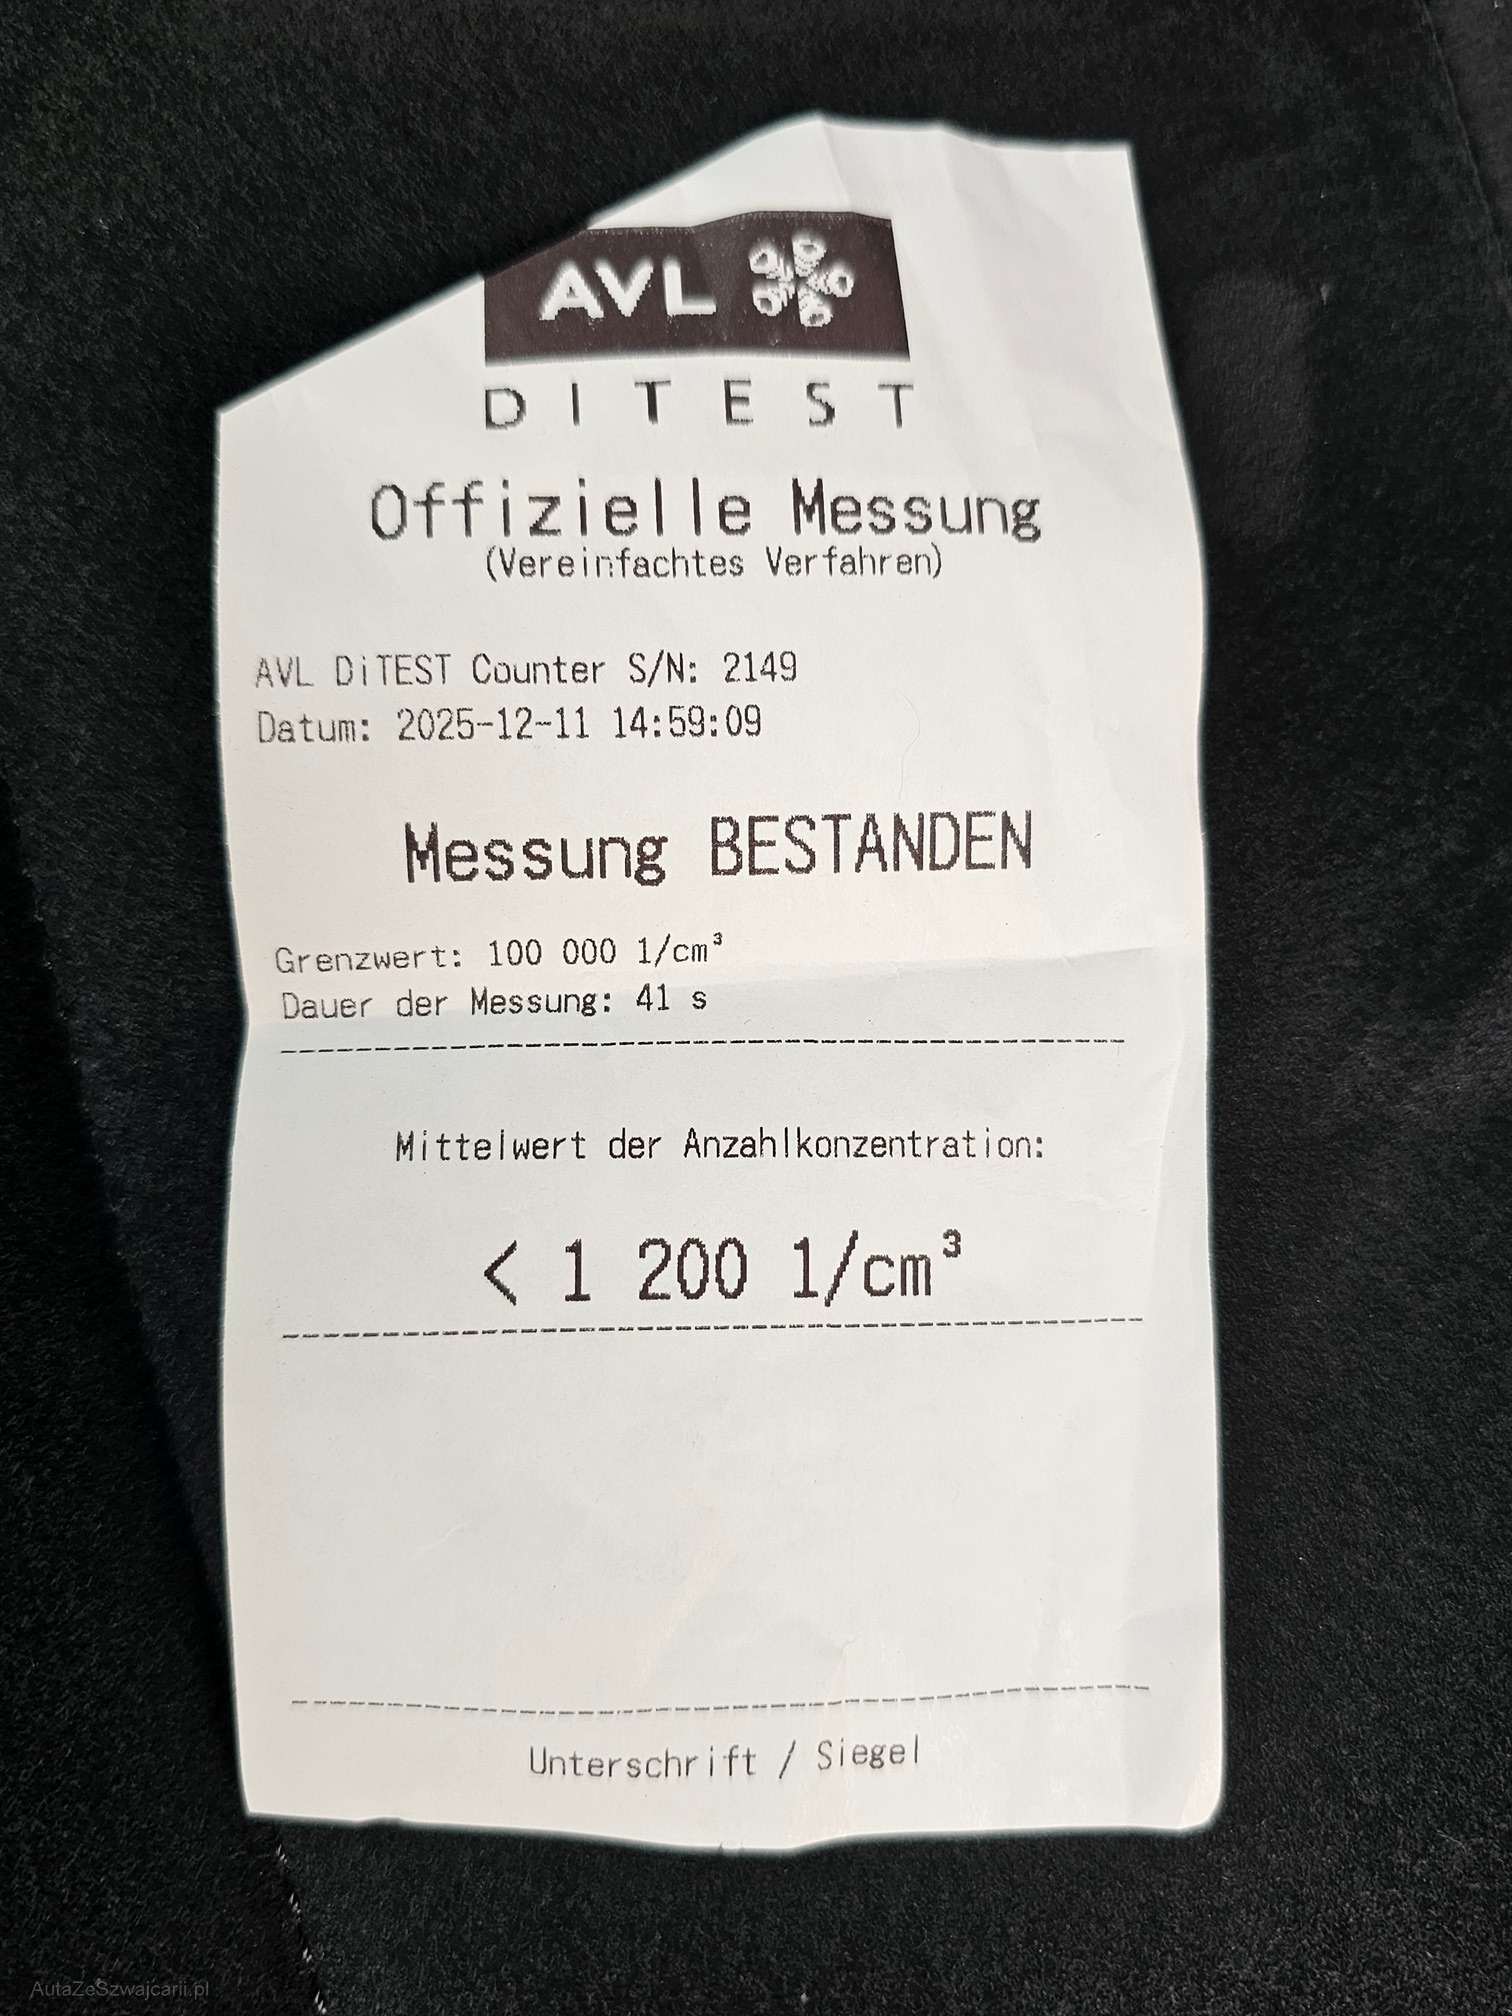 AVL
DITEST
Offizielle Messung
(Vereinfachtes Verfahren)
AVL DiTEST Counter S/N: 2149
Datum: 2025-12-11 14:59:09
Messung BESTANDEN
Grenzwert: 100 000 1/cm³
Dauer der Messung: 41 s
Mittelwert der Anzahlkonzentration:
< 1 200 1/cm³
Unterschrift / Siegel
AutaZeSzwajcarii.pl